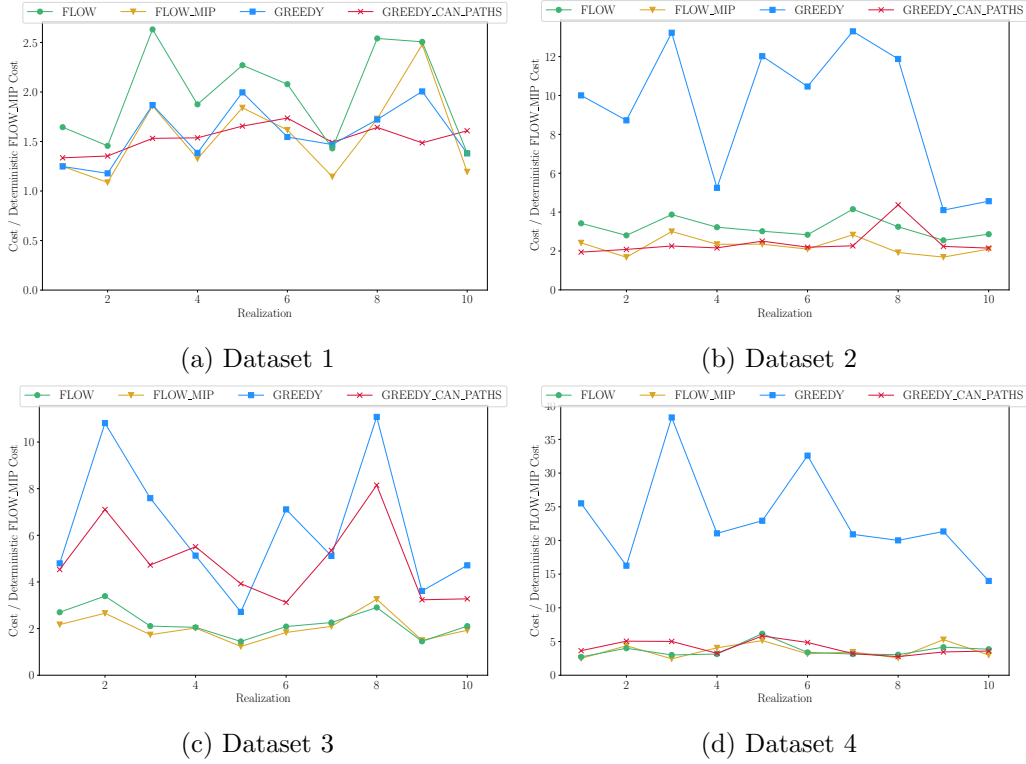 FLOW FLOW_MIP GREEDY GREEDY_CAN_PATHS
2.5
2.0
1.5
1.0
0.5
0.0
Cost / Deterministic FLOW_MIP Cost
2 4 6 8 10
Realization
(a) Dataset 1
FLOW FLOW_MIP GREEDY GREEDY_CAN_PATHS
12
10
8
6
4
2
0
Cost / Deterministic FLOW_MIP Cost
2 4 6 8 10
Realization
(b) Dataset 2
FLOW FLOW_MIP GREEDY GREEDY_CAN_PATHS
10
8
6
4
2
0
Cost / Deterministic FLOW_MIP Cost
2 4 6 8 10
Realization
(c) Dataset 3
FLOW FLOW_MIP GREEDY GREEDY_CAN_PATHS
40
35
30
25
20
15
10
5
0
Cost / Deterministic FLOW_MIP Cost
2 4 6 8 10
Realization
(d) Dataset 4